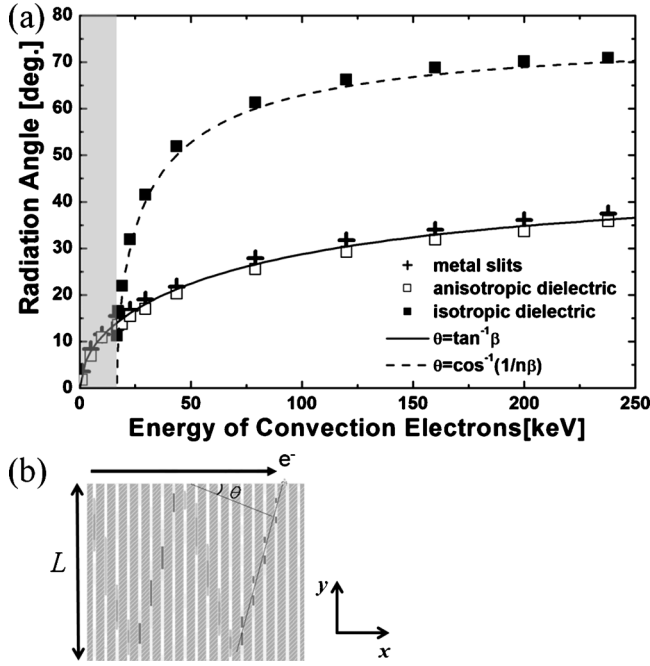 (a)
80
70
60
50
40
30
20
10
0
Radiation Angle [deg.]
metal slits
anisotropic dielectric
isotropic dielectric
θ=tan⁻¹β
θ=cos⁻¹(1/nβ)
0 50 100 150 200 250
Energy of Convection Electrons[keV]
(b)
e⁻
θ
L
y
x